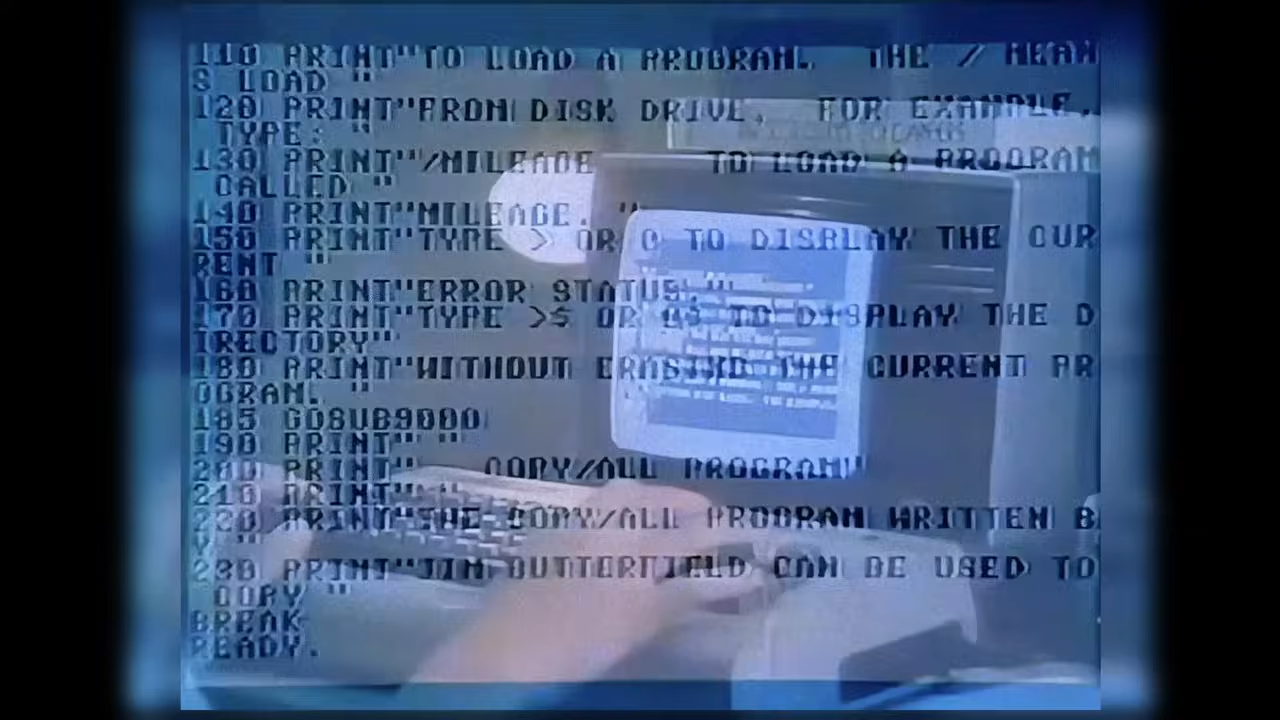 110 PRINT"TO LOAD A PROGRAM.  THE / MEAN
S LOAD "
120 PRINT"FROM DISK DRIVE.  FOR EXAMPLE,
TYPE: "
130 PRINT"/MILEAGE    TO LOAD A PROGRAM
CALLED "
140 PRINT"MILEAGE. "
150 PRINT"TYPE > OR @ TO DISPLAY THE CUR
RENT "
160 PRINT"ERROR STATUS."
170 PRINT"TYPE >$ OR @$ TO DISPLAY THE D
IRECTORY"
180 PRINT"WITHOUT ERASING THE CURRENT PR
OGRAM. "
185 GOSUB9000
190 PRINT" "
200 PRINT"    COPY/ALL PROGRAM"
210 PRINT" "
220 PRINT"THE COPY/ALL PROGRAM WRITTEN B
Y "
230 PRINT"JIM BUTTERFIELD CAN BE USED TO
COPY "
BREAK
READY.